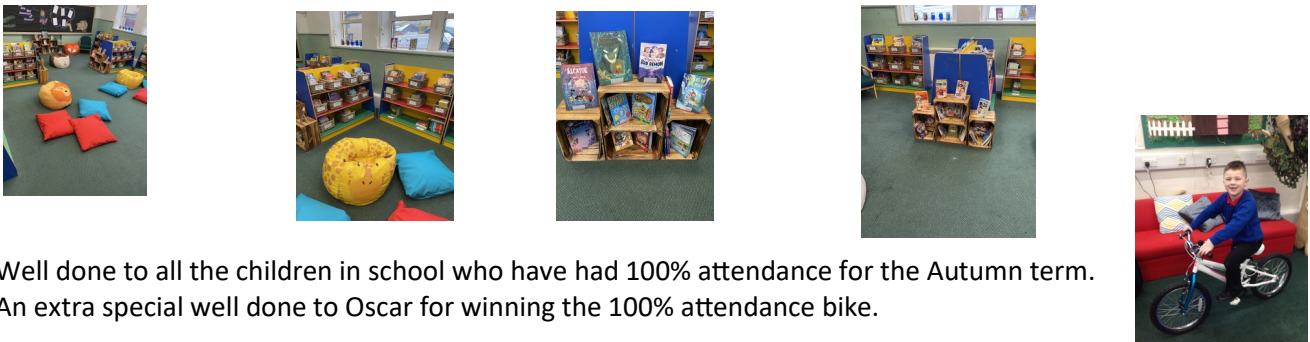 Well done to all the children in school who have had 100% attendance for the Autumn term.
An extra special well done to Oscar for winning the 100% attendance bike.